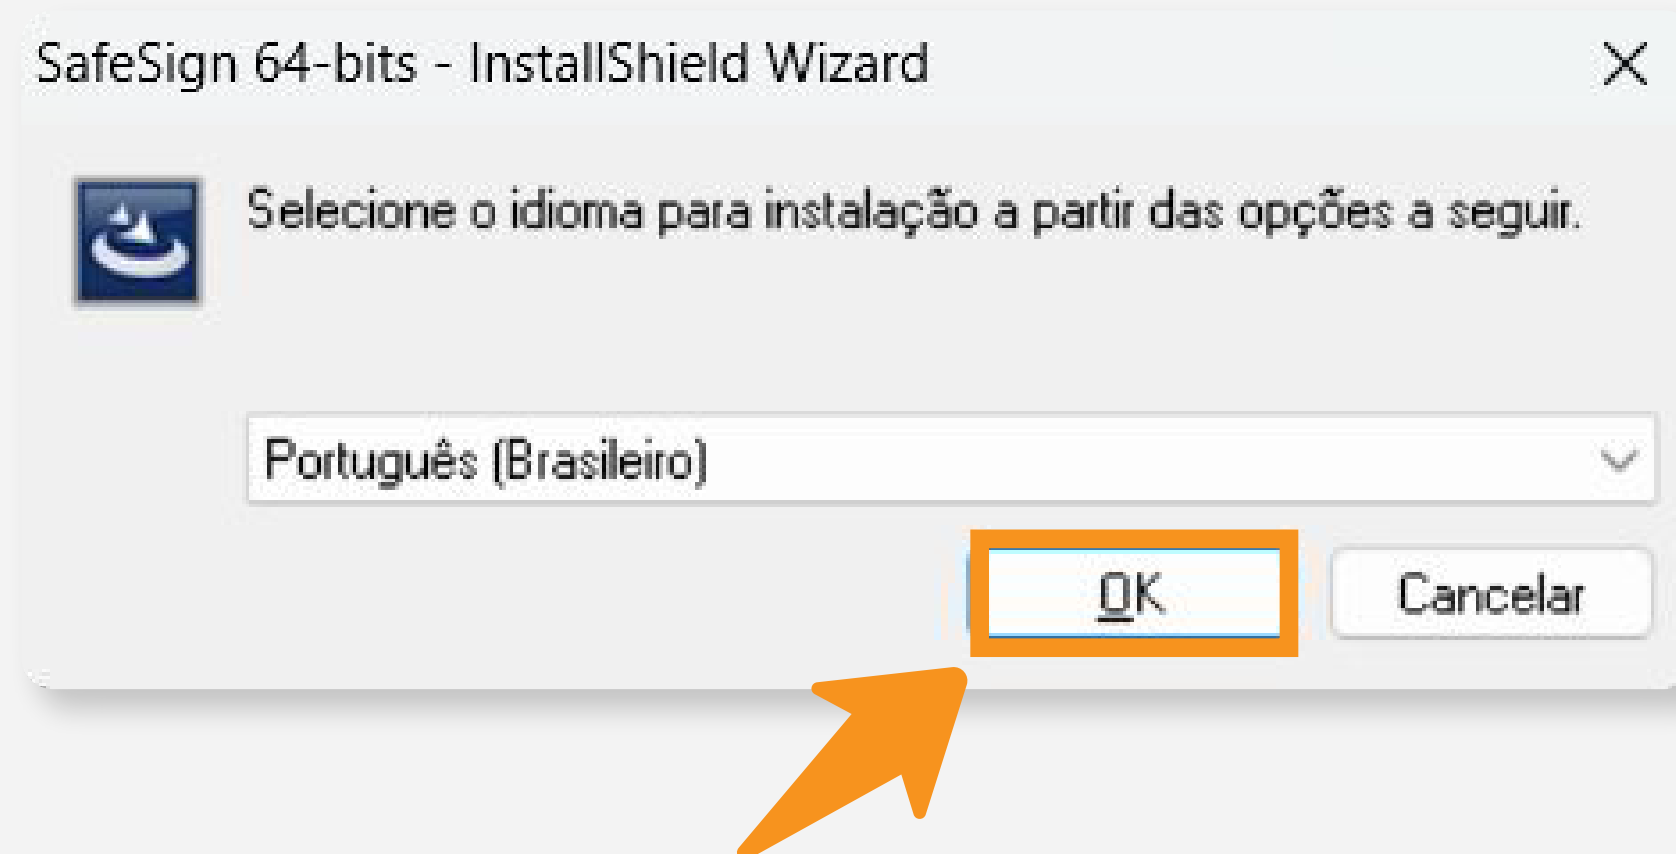 SafeSign 64-bits - InstallShield Wizard
Selecione o idioma para instalação a partir das opções a seguir.
Português (Brasileiro)
OK
Cancelar